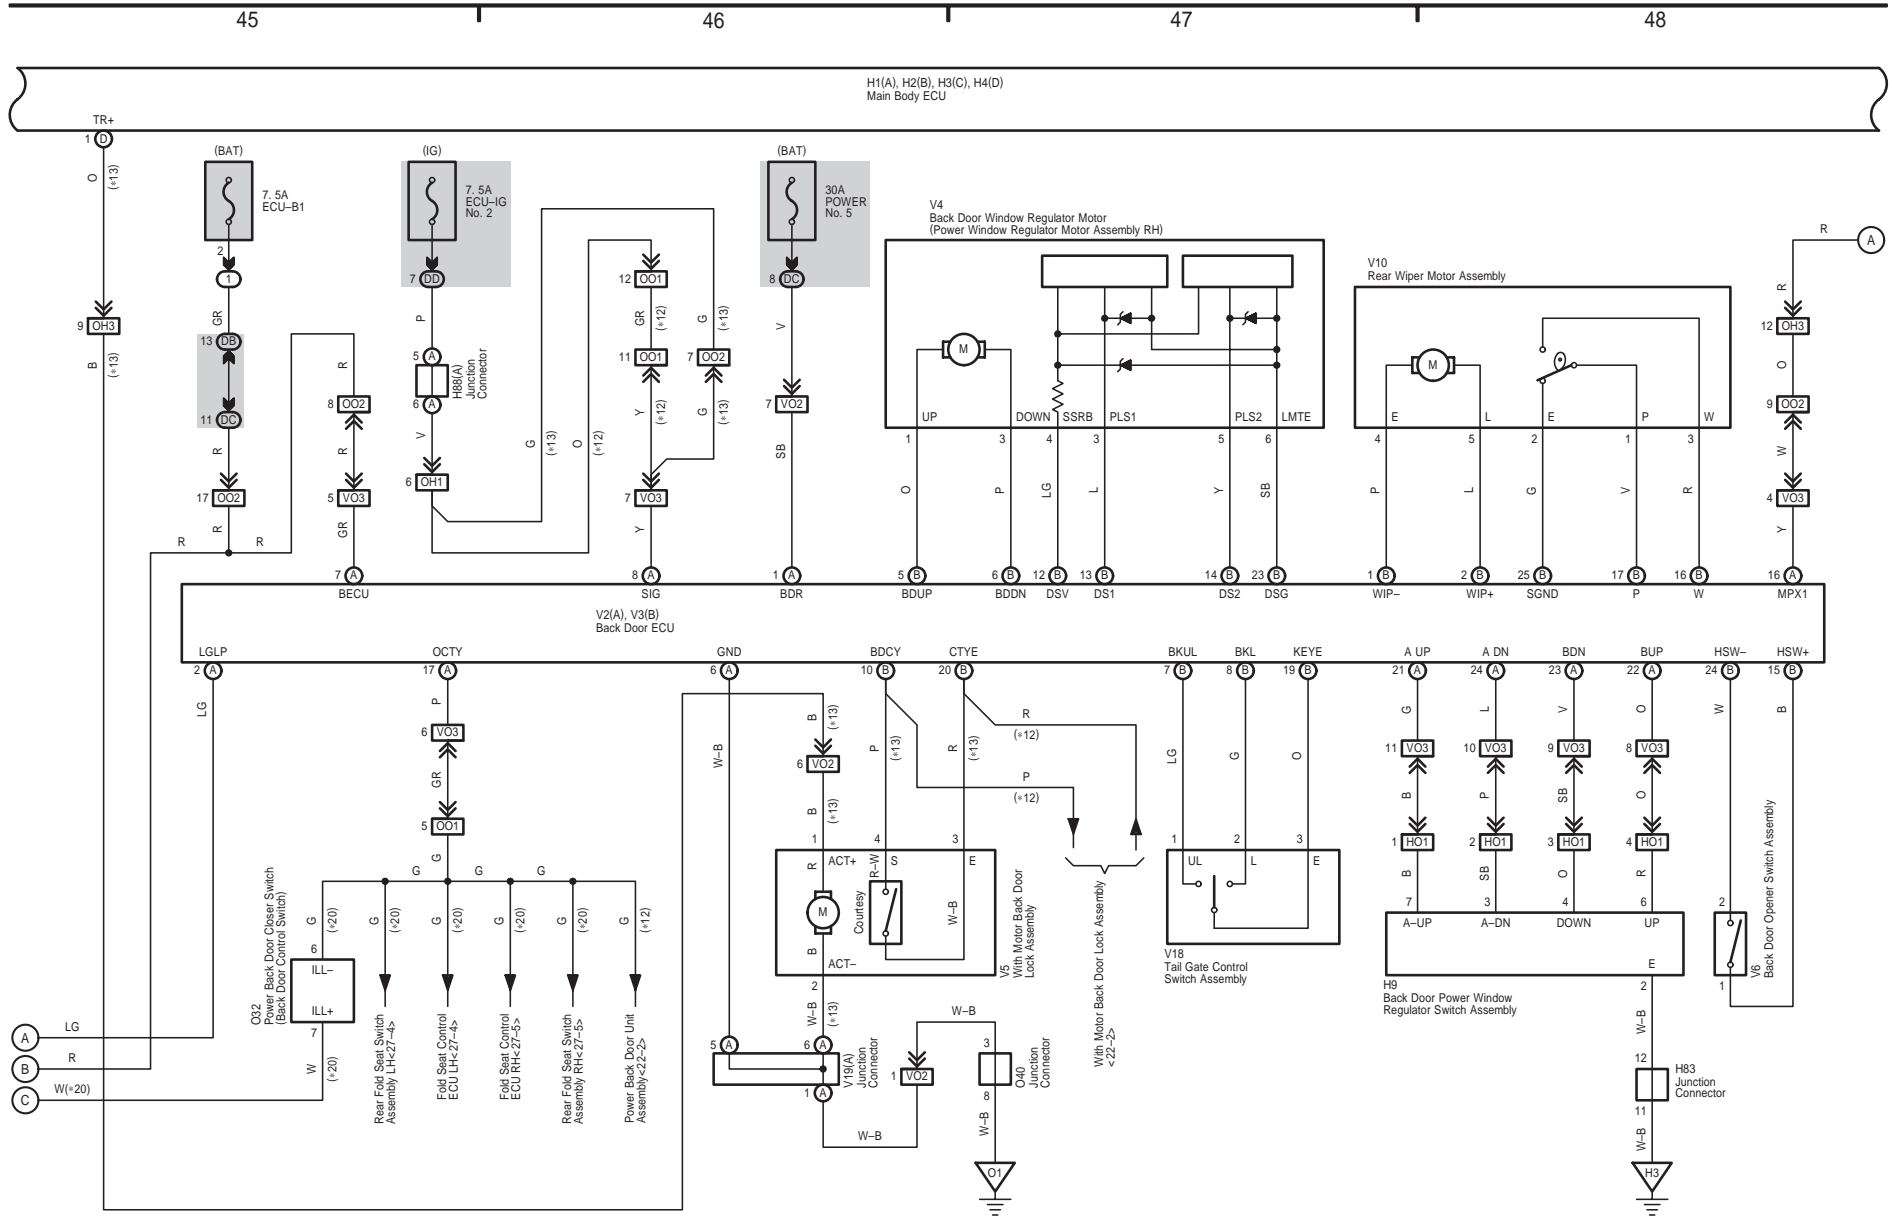 45
46
47
48
H1(A), H2(B), H3(C), H4(D)
Main Body ECU
TR+
1 D
O
(∗13)
9 OH3
B
(∗13)
(BAT)
7. 5A
ECU–B1
2
1
GR
13 DB
11 DC
R
17 OO2
R
R
R
R
8 OO2
R
5 VO3
GR
(IG)
7. 5A
ECU–IG
No. 2
7 DD
P
5 A
H88(A)
Junction
Connector
6 A
V
6 OH1
G
(∗13)
O
(∗12)
12 OO1
GR
(∗12)
11 OO1
Y
(∗12)
G
(∗13)
7 OO2
G
(∗13)
7 VO3
Y
(BAT)
30A
POWER
No. 5
8 DC
V
7 VO2
SB
V4
Back Door Window Regulator Motor
(Power Window Regulator Motor Assembly RH)
M
UP
DOWN
SSRB
PLS1
PLS2
LMTE
1
3
4
3
5
6
O
P
LG
L
Y
SB
V10
Rear Wiper Motor Assembly
M
E
L
E
P
W
4
5
2
1
3
P
L
G
V
R
R
A
R
12 OH3
O
9 OO2
W
4 VO3
Y
7 A
8 A
1 A
5 B
6 B
12 B
13 B
14 B
23 B
1 B
2 B
25 B
17 B
16 B
16 A
BECU
SIG
BDR
BDUP
BDDN
DSV
DS1
DS2
DSG
WIP–
WIP+
SGND
P
W
MPX1
V2(A), V3(B)
Back Door ECU
LGLP
OCTY
GND
BDCY
CTYE
BKUL
BKL
KEYE
A UP
A DN
BDN
BUP
HSW–
HSW+
2 A
17 A
6 A
10 B
20 B
7 B
8 B
19 B
21 A
24 A
23 A
22 A
24 B
15 B
LG
P
6 VO3
GR
5 OO1
G
G
G
G
G
G
(∗20)
G
(∗20)
G
(∗20)
G
(∗20)
G
(∗20)
G
(∗12)
O32
Power Back Door Closer Switch
(Back Door Control Switch)
6
ILL–
ILL+
7
W
(∗20)
Rear Fold Seat Switch
Assembly LH<27–4>
Fold Seat Control
ECU LH<27–4>
Fold Seat Control
ECU RH<27–5>
Rear Fold Seat Switch
Assembly RH<27–5>
Power Back Door Unit
Assembly<22–2>
A
LG
B
R
C
W(∗20)
W–B
B
(∗13)
6 VO2
B
(∗13)
P
(∗13)
R
(∗13)
R
(∗12)
P
(∗12)
1
4
3
ACT+
S
E
R
R–W
Courtesy
M
W–B
B
ACT–
V5
With Motor Back Door
Lock Assembly
2
W–B
(∗13)
5 A
6 A
V19(A)
Junction
Connector
1 A
W–B
1 VO2
W–B
3
O40
Junction
Connector
8
W–B
O1
With Motor Back Door Lock Assembly
<22–2>
LG
G
O
1
2
3
UL
L
E
V18
Tail Gate Control
Switch Assembly
G
L
V
O
11 VO3
10 VO3
9 VO3
8 VO3
B
P
SB
O
1 HO1
2 HO1
3 HO1
4 HO1
B
SB
O
R
7
3
4
6
A–UP
A–DN
DOWN
UP
E
H9
Back Door Power Window
Regulator Switch Assembly
2
W–B
12
H83
Junction
Connector
11
W–B
H3
W
B
2
1
V6
Back Door Opener Switch Assembly